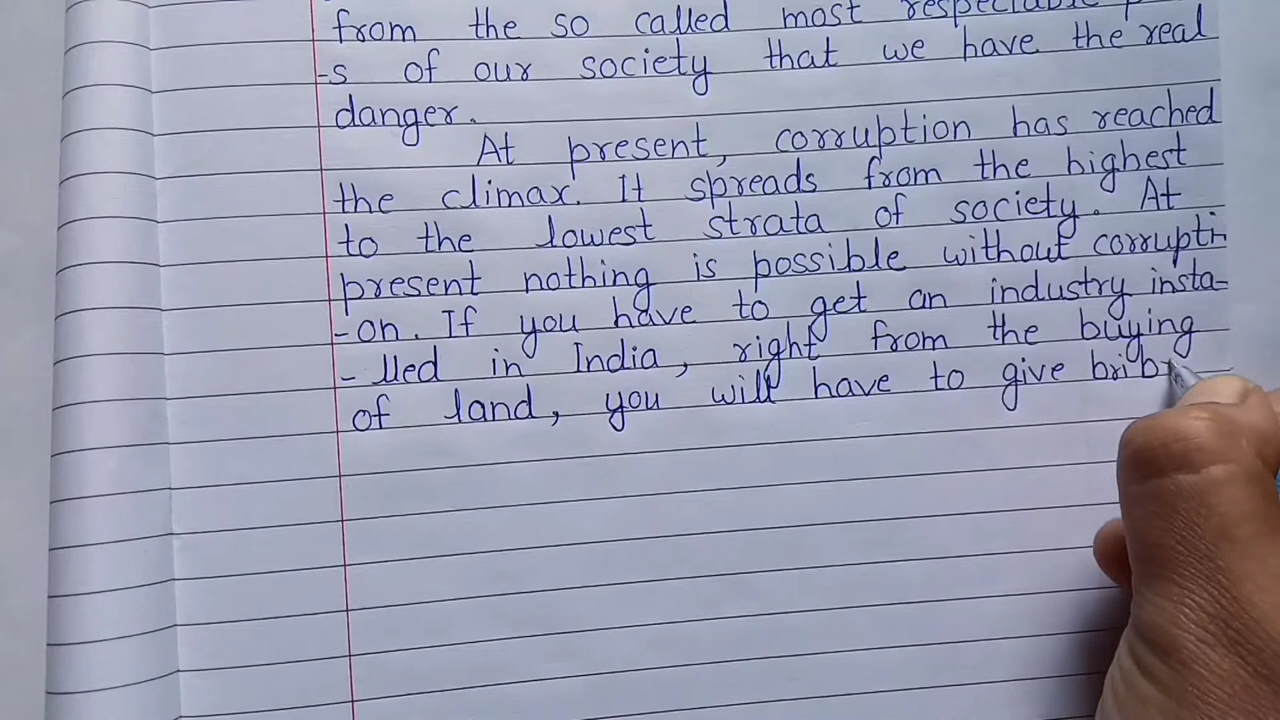 from the so called most respectable
-s of our society that we have the real
danger.
At present, corruption has reached
the climax. It spreads from the highest
to the lowest strata of society. At
present nothing is possible without corrupti
-on. If you have to get an industry insta-
-lled in India, right from the buying
of land, you will have to give brib